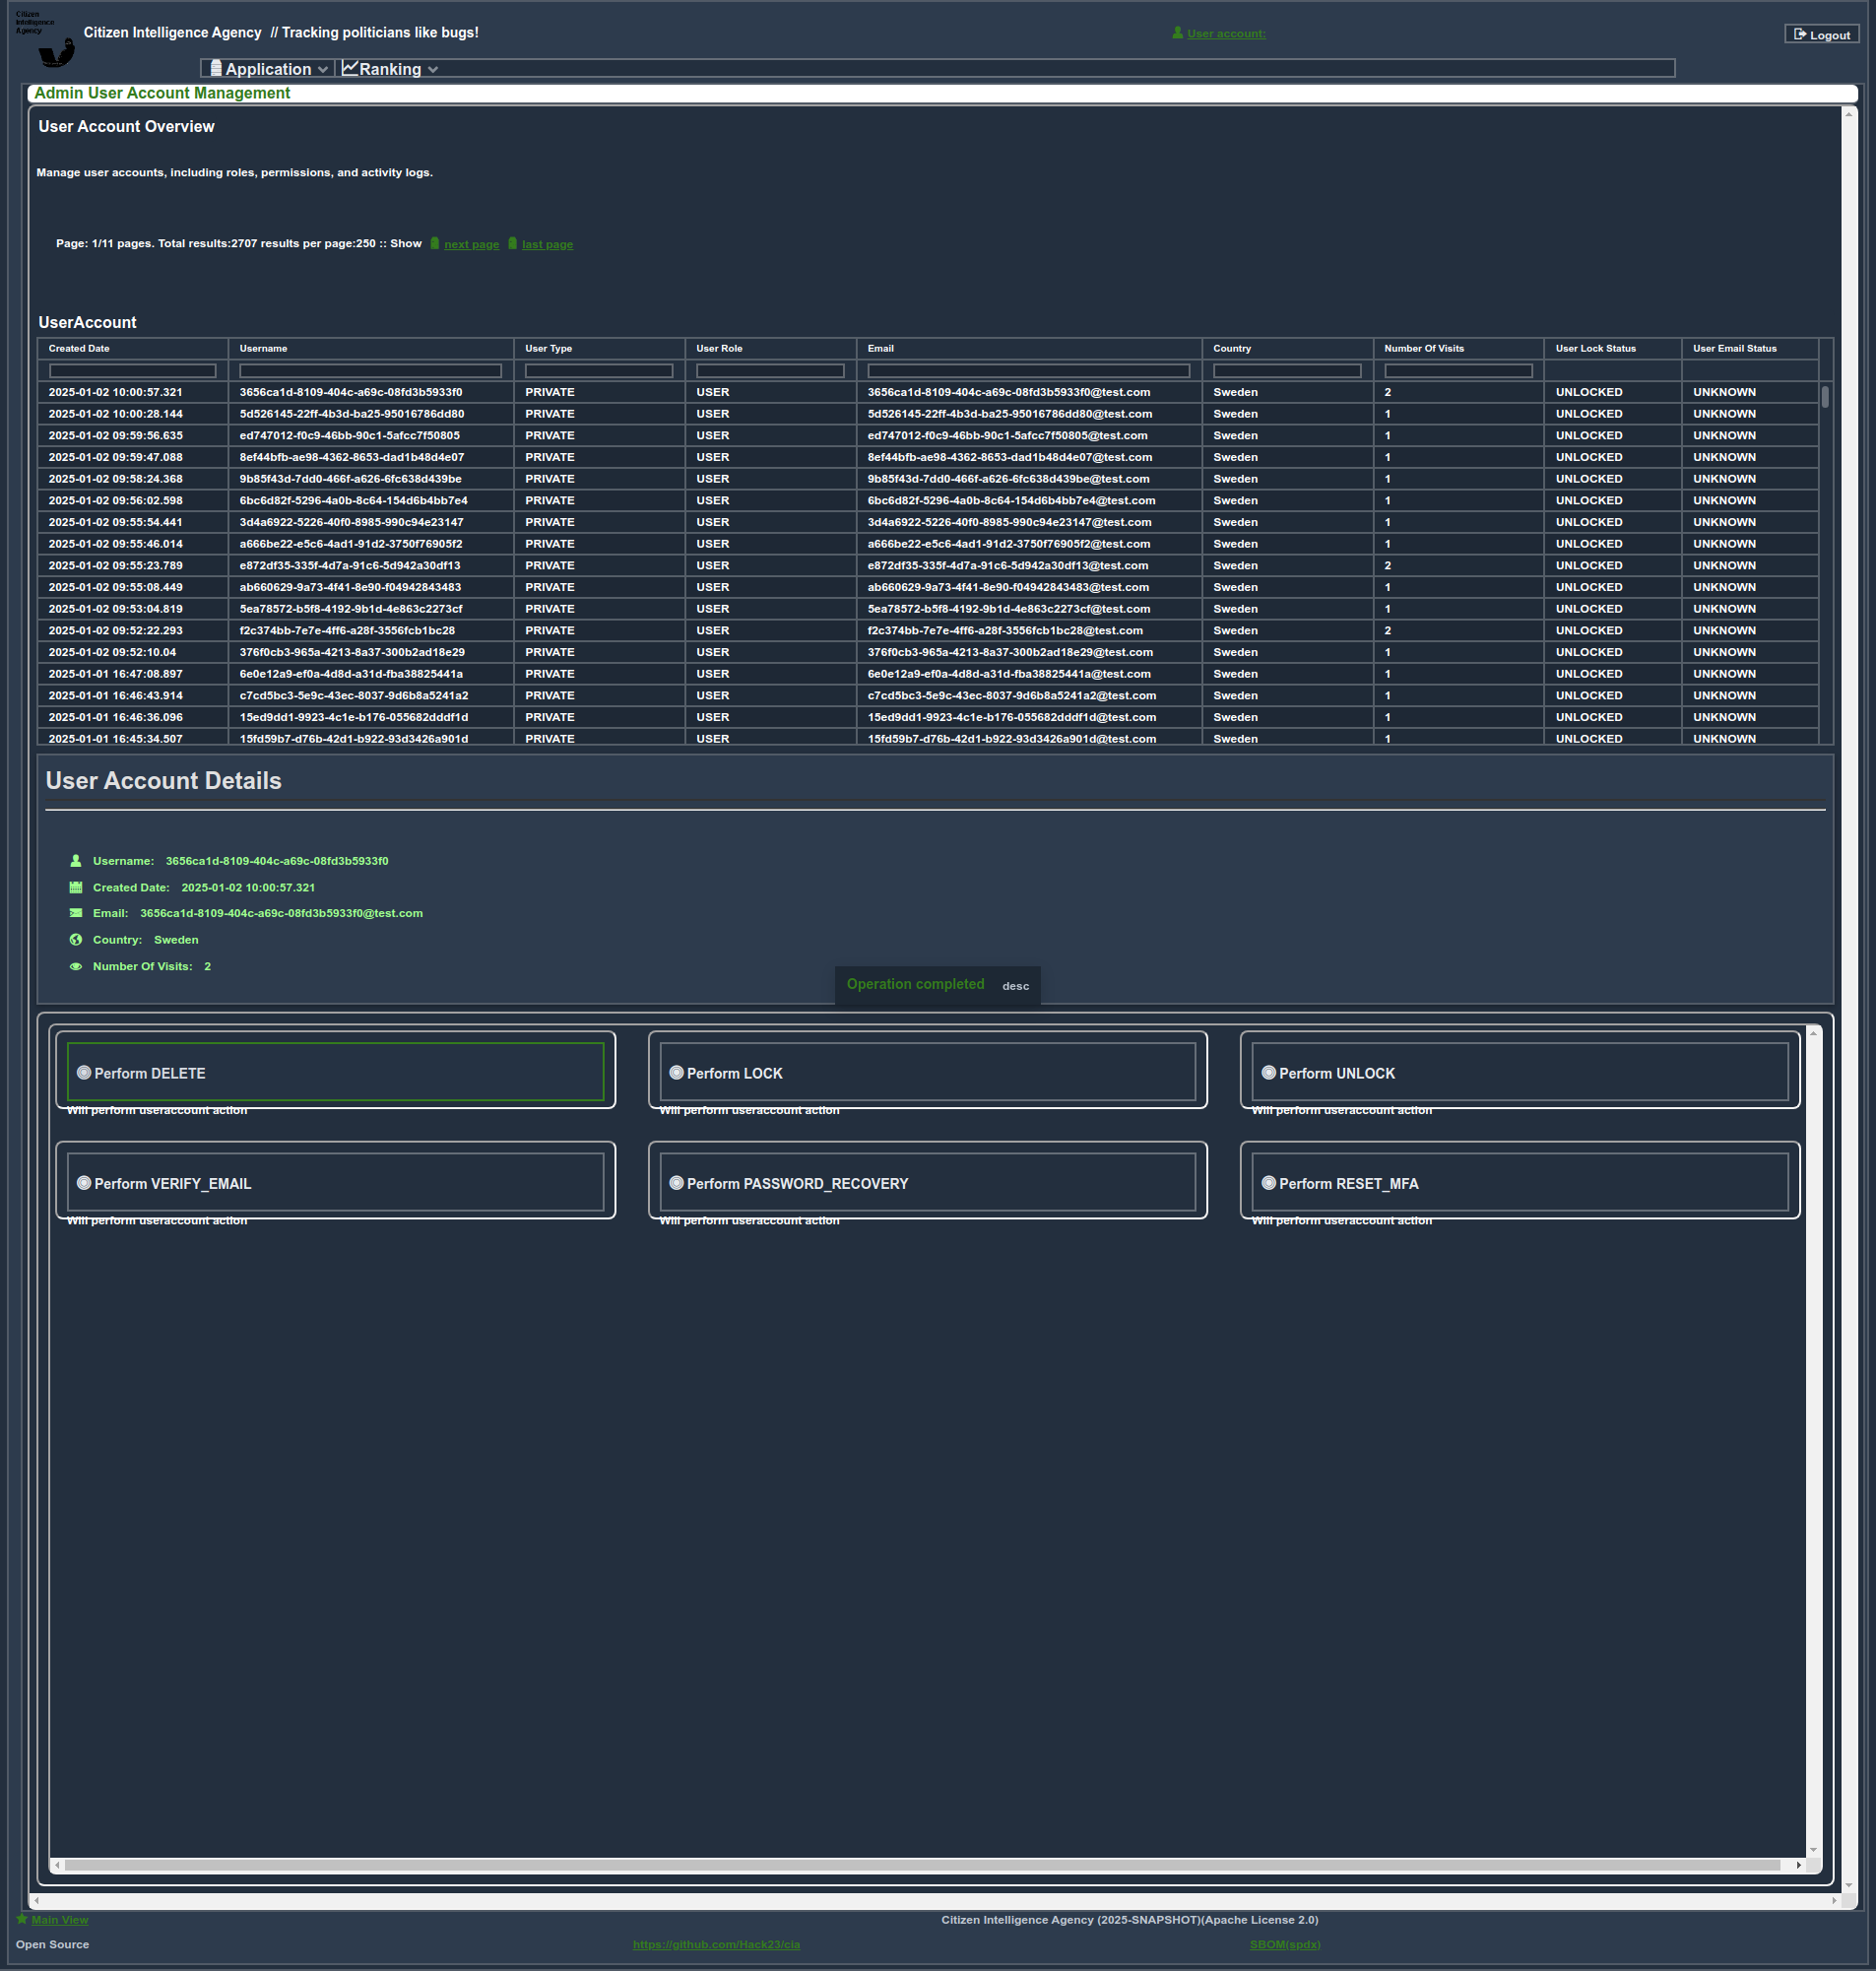 Citizen
Intelligence
Agency
Citizen Intelligence Agency // Tracking politicians like bugs!
User account:
Logout
Application Ranking
Admin User Account Management
User Account Overview
Manage user accounts, including roles, permissions, and activity logs.
Page: 1/11 pages. Total results:2707 results per page:250 :: Show next page last page
UserAccount
Created Date Username User Type User Role Email Country Number Of Visits User Lock Status User Email Status
2025-01-02 10:00:57.321 3656ca1d-8109-404c-a69c-08fd3b5933f0 PRIVATE USER 3656ca1d-8109-404c-a69c-08fd3b5933f0@test.com Sweden 2 UNLOCKED UNKNOWN
2025-01-02 10:00:28.144 5d526145-22ff-4b3d-ba25-95016786dd80 PRIVATE USER 5d526145-22ff-4b3d-ba25-95016786dd80@test.com Sweden 1 UNLOCKED UNKNOWN
2025-01-02 09:59:56.635 ed747012-f0c9-46bb-90c1-5afcc7f50805 PRIVATE USER ed747012-f0c9-46bb-90c1-5afcc7f50805@test.com Sweden 1 UNLOCKED UNKNOWN
2025-01-02 09:59:47.088 8ef44bfb-ae98-4362-8653-dad1b48d4e07 PRIVATE USER 8ef44bfb-ae98-4362-8653-dad1b48d4e07@test.com Sweden 1 UNLOCKED UNKNOWN
2025-01-02 09:58:24.368 9b85f43d-7dd0-466f-a626-6fc638d439be PRIVATE USER 9b85f43d-7dd0-466f-a626-6fc638d439be@test.com Sweden 1 UNLOCKED UNKNOWN
2025-01-02 09:56:02.598 6bc6d82f-5296-4a0b-8c64-154d6b4bb7e4 PRIVATE USER 6bc6d82f-5296-4a0b-8c64-154d6b4bb7e4@test.com Sweden 1 UNLOCKED UNKNOWN
2025-01-02 09:55:54.441 3d4a6922-5226-40f0-8985-990c94e23147 PRIVATE USER 3d4a6922-5226-40f0-8985-990c94e23147@test.com Sweden 1 UNLOCKED UNKNOWN
2025-01-02 09:55:46.014 a666be22-e5c6-4ad1-91d2-3750f76905f2 PRIVATE USER a666be22-e5c6-4ad1-91d2-3750f76905f2@test.com Sweden 1 UNLOCKED UNKNOWN
2025-01-02 09:55:23.789 e872df35-335f-4d7a-91c6-5d942a30df13 PRIVATE USER e872df35-335f-4d7a-91c6-5d942a30df13@test.com Sweden 2 UNLOCKED UNKNOWN
2025-01-02 09:55:08.449 ab660629-9a73-4f41-8e90-f04942843483 PRIVATE USER ab660629-9a73-4f41-8e90-f04942843483@test.com Sweden 1 UNLOCKED UNKNOWN
2025-01-02 09:53:04.819 5ea78572-b5f8-4192-9b1d-4e863c2273cf PRIVATE USER 5ea78572-b5f8-4192-9b1d-4e863c2273cf@test.com Sweden 1 UNLOCKED UNKNOWN
2025-01-02 09:52:22.293 f2c374bb-7e7e-4ff6-a28f-3556fcb1bc28 PRIVATE USER f2c374bb-7e7e-4ff6-a28f-3556fcb1bc28@test.com Sweden 2 UNLOCKED UNKNOWN
2025-01-02 09:52:10.04 376f0cb3-965a-4213-8a37-300b2ad18e29 PRIVATE USER 376f0cb3-965a-4213-8a37-300b2ad18e29@test.com Sweden 1 UNLOCKED UNKNOWN
2025-01-01 16:47:08.897 6e0e12a9-ef0a-4d8d-a31d-fba38825441a PRIVATE USER 6e0e12a9-ef0a-4d8d-a31d-fba38825441a@test.com Sweden 1 UNLOCKED UNKNOWN
2025-01-01 16:46:43.914 c7cd5bc3-5e9c-43ec-8037-9d6b8a5241a2 PRIVATE USER c7cd5bc3-5e9c-43ec-8037-9d6b8a5241a2@test.com Sweden 1 UNLOCKED UNKNOWN
2025-01-01 16:46:36.096 15ed9dd1-9923-4c1e-b176-055682dddf1d PRIVATE USER 15ed9dd1-9923-4c1e-b176-055682dddf1d@test.com Sweden 1 UNLOCKED UNKNOWN
2025-01-01 16:45:34.507 15fd59b7-d76b-42d1-b922-93d3426a901d PRIVATE USER 15fd59b7-d76b-42d1-b922-93d3426a901d@test.com Sweden 1 UNLOCKED UNKNOWN
User Account Details
Username: 3656ca1d-8109-404c-a69c-08fd3b5933f0
Created Date: 2025-01-02 10:00:57.321
Email: 3656ca1d-8109-404c-a69c-08fd3b5933f0@test.com
Country: Sweden
Number Of Visits: 2
Operation completed desc
Perform DELETE Perform LOCK Perform UNLOCK
Will perform useraccount action Will perform useraccount action Will perform useraccount action
Perform VERIFY_EMAIL Perform PASSWORD_RECOVERY Perform RESET_MFA
Will perform useraccount action Will perform useraccount action Will perform useraccount action
Main View Citizen Intelligence Agency (2025-SNAPSHOT)(Apache License 2.0)
Open Source https://github.com/Hack23/cia SBOM(spdx)